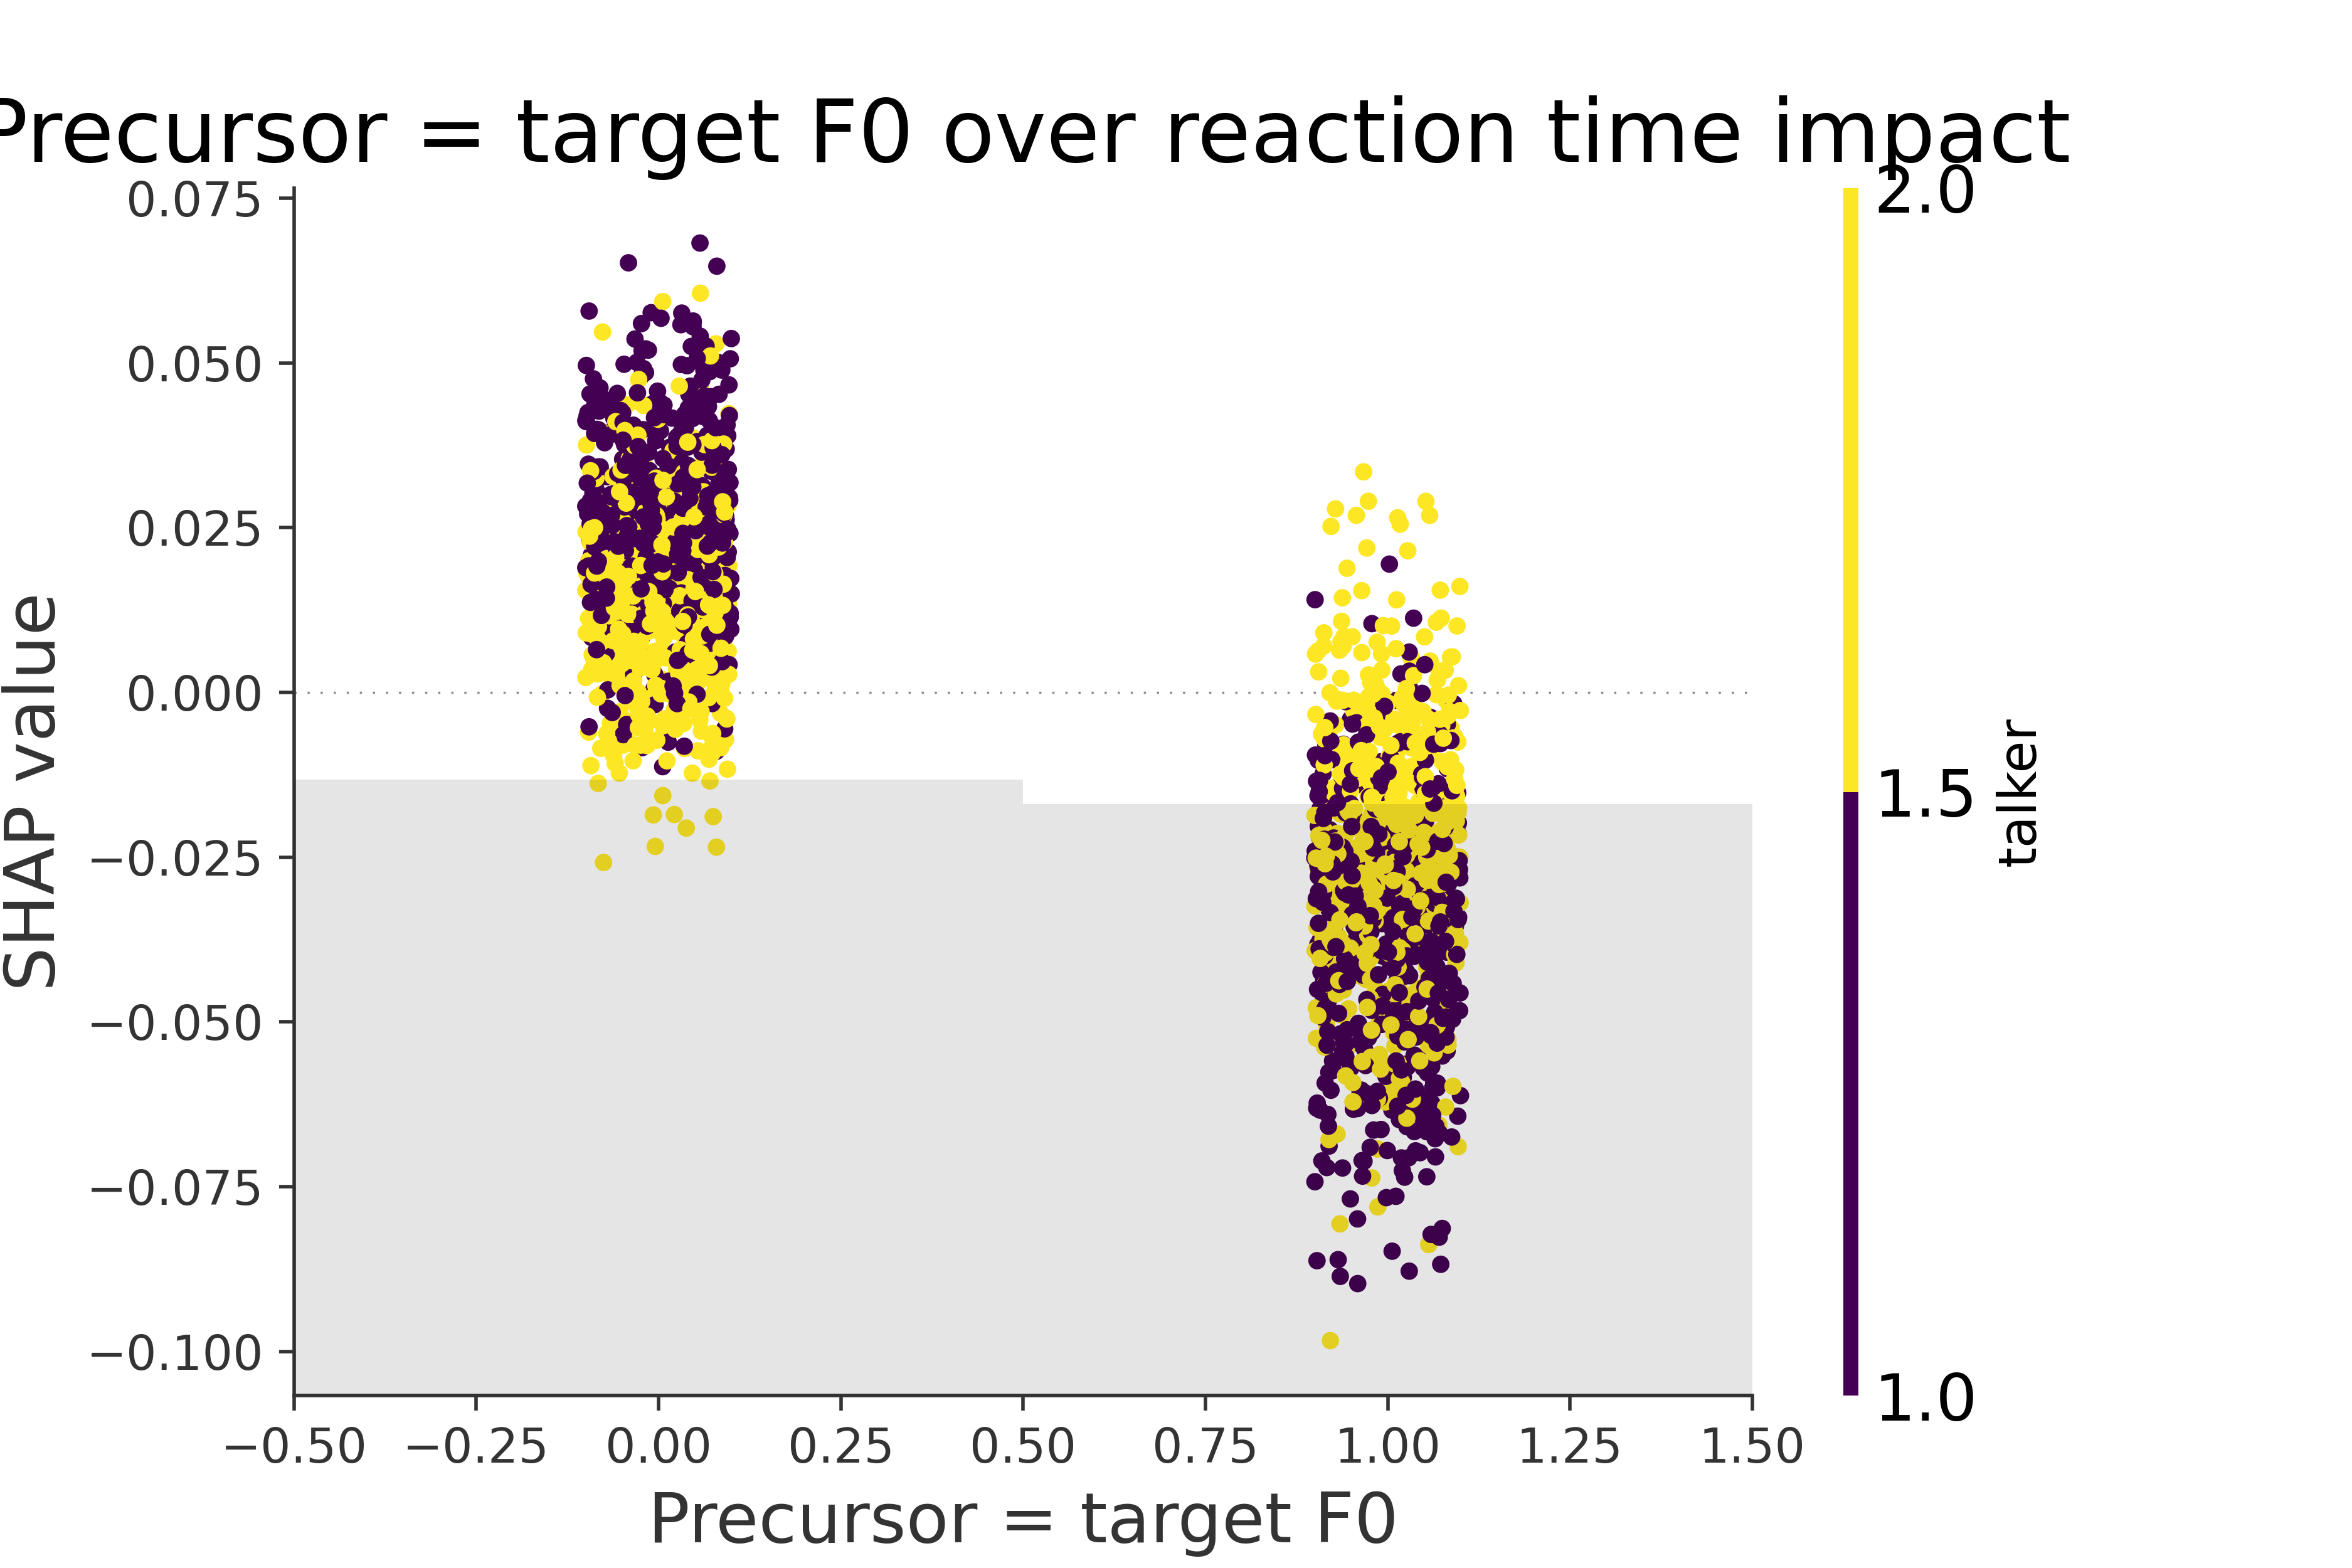 Precursor = target F0 over reaction time impact
0.075
0.050
0.025
0.000
−0.025
−0.050
−0.075
−0.100
SHAP value
−0.50 −0.25 0.00 0.25 0.50 0.75 1.00 1.25 1.50
Precursor = target F0
2.0
1.5
1.0
talker